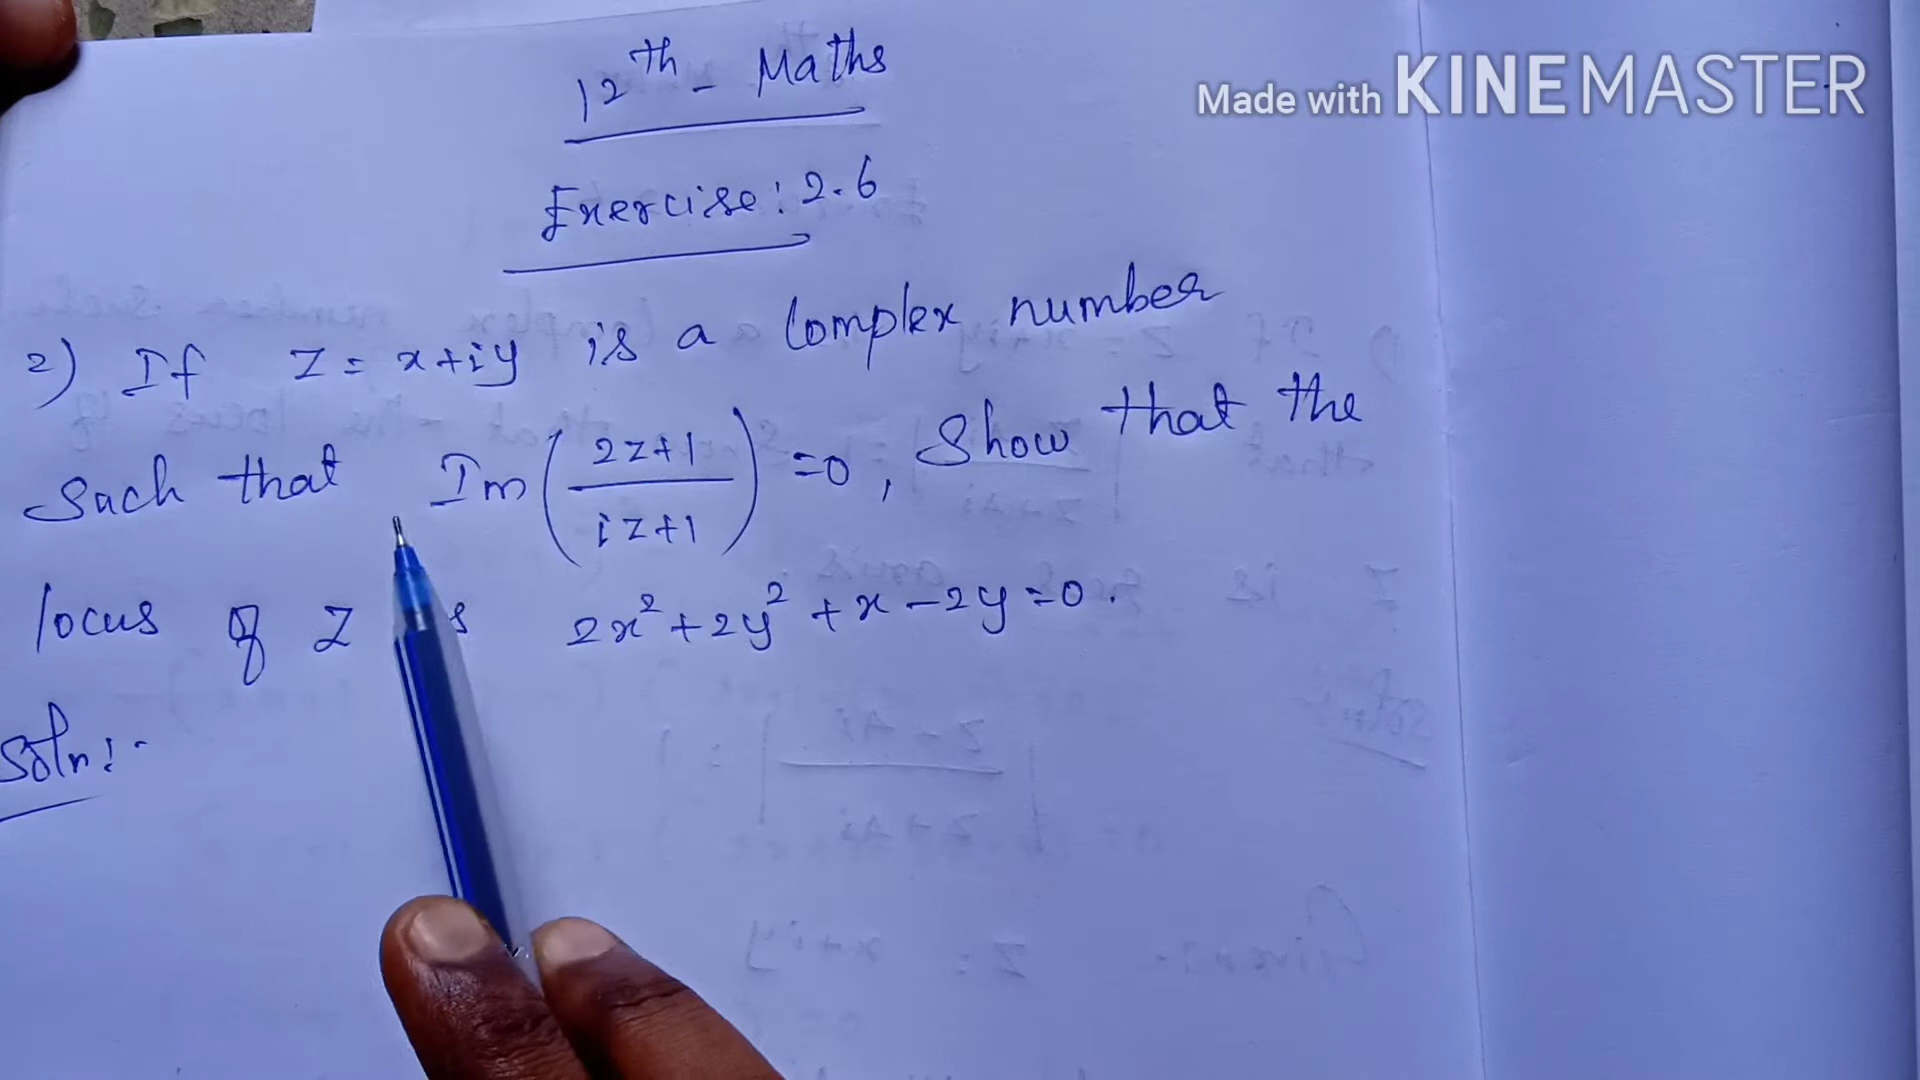 12th - Maths
Made with KINEMASTER
Exercise: 2.6
2) If z = x+iy is a Complex number
Such that Im(2z+1/iz+1) =0, Show that the
locus of z s 2x²+2y²+x-2y=0.
Soln:-